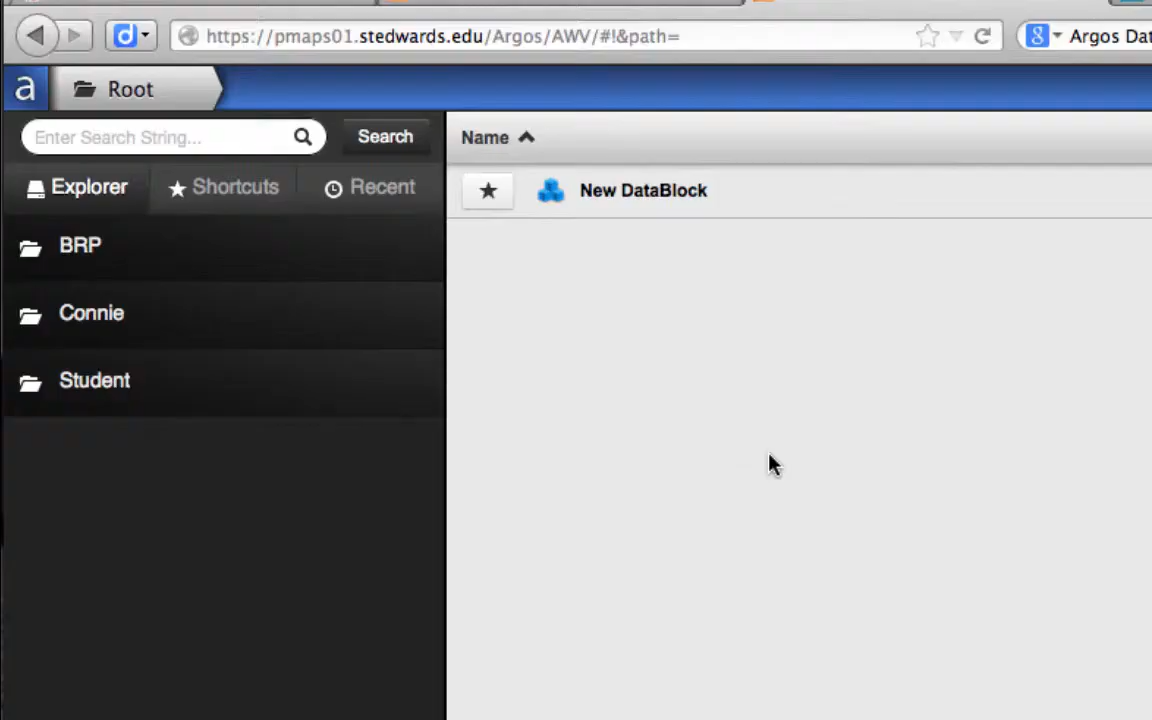 d
https://pmaps01.stedwards.edu/Argos/AWV/#!&path=
8
Argos Dat
a
Root
Enter Search String...
Search
Name
Explorer
Shortcuts
Recent
New DataBlock
BRP
Connie
Student